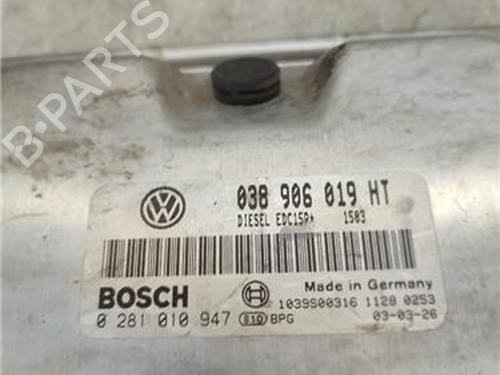 038 906 019 HT
DIESEL EDC15P+ 1503
BOSCH
Made in Germany
1039S00316 1128 0253
0 281 010 947 810 BPG 03-03-26
B-PARTS